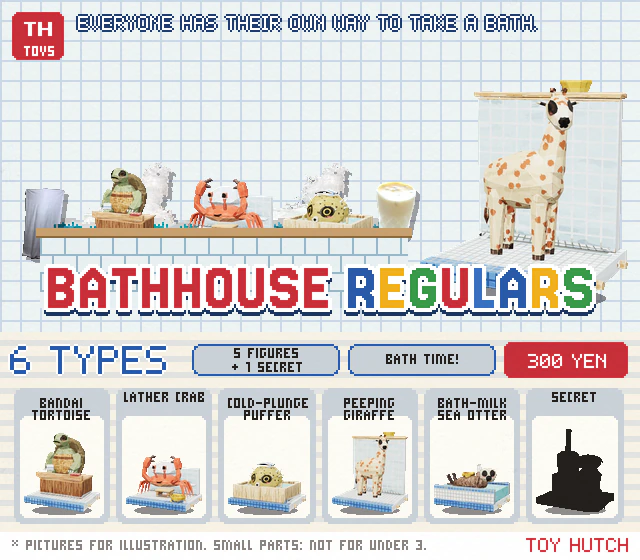 TH
TOYS
EVERYONE HAS THEIR OWN WAY TO TAKE A BATH.
BATHHOUSE REGULARS
6 TYPES
5 FIGURES
+ 1 SECRET
BATH TIME!
300 YEN
BANDAI
TORTOISE
LATHER CRAB
COLD-PLUNGE
PUFFER
PEEPING
GIRAFFE
BATH-MILK
SEA OTTER
SECRET
* PICTURES FOR ILLUSTRATION. SMALL PARTS: NOT FOR UNDER 3.
TOY HUTCH